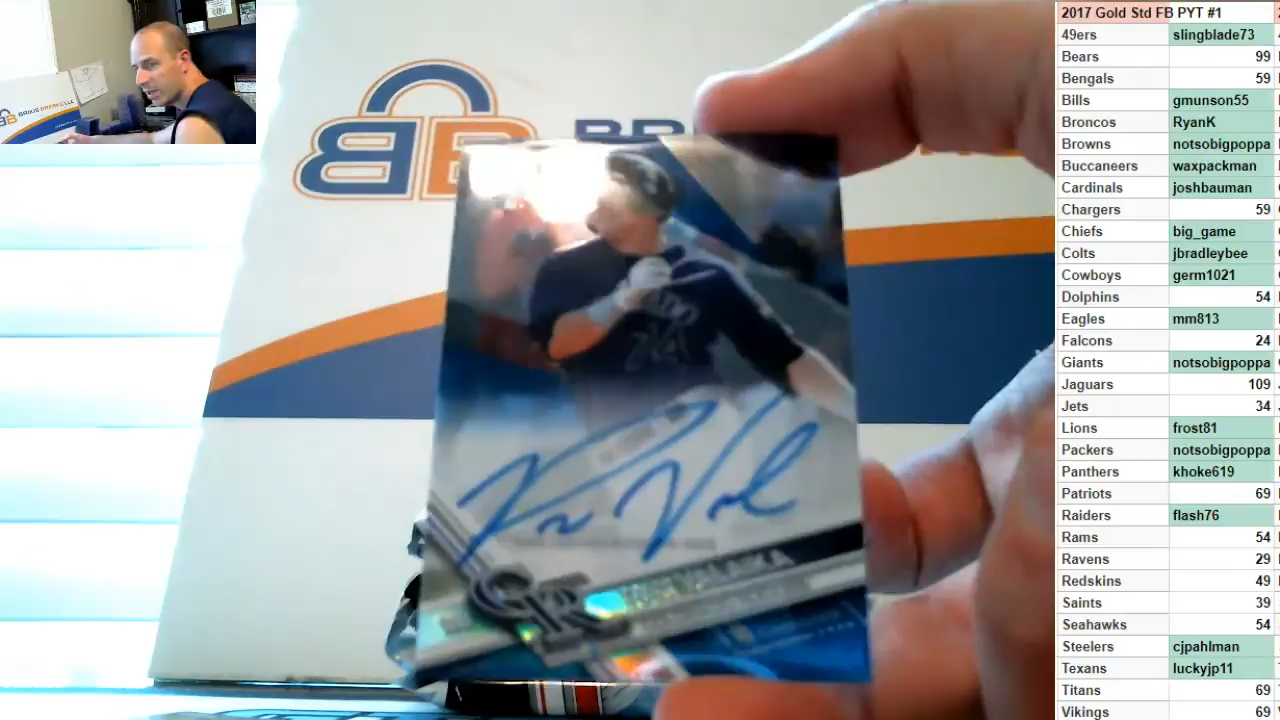 2017 Gold Std FB PYT #1
49ers slingblade73
Bears 99
Bengals 59
Bills gmunson55
Broncos RyanK
Browns notsobigpoppa
Buccaneers waxpackman
Cardinals joshbauman
Chargers 59
Chiefs big_game
Colts jbradleybee
Cowboys germ1021
Dolphins 54
Eagles mm813
Falcons 24
Giants notsobigpoppa
Jaguars 109
Jets 34
Lions frost81
Packers notsobigpoppa
Panthers khoke619
Patriots 69
Raiders flash76
Rams 54
Ravens 29
Redskins 49
Saints 39
Seahawks 54
Steelers cjpahlman
Texans luckyjp11
Titans 69
Vikings 69
BB
CR